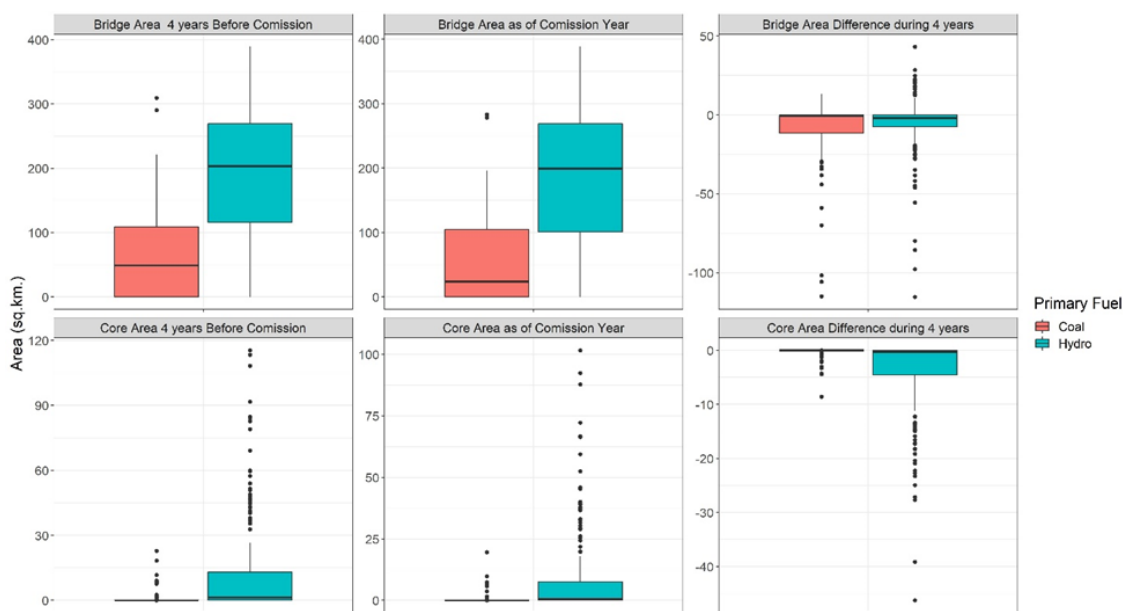 Bridge Area  4 years Before Comission
Bridge Area as of Comission Year
Bridge Area Difference during 4 years
400
300
200
100
0
400
300
200
100
0
50
0
-50
-100
Area (sq.km.)
Core Area 4 years Before Comission
Core Area as of Comission Year
Core Area Difference during 4 years
120
90
60
30
0
100
75
50
25
0
0
-10
-20
-30
-40
Primary Fuel
Coal
Hydro